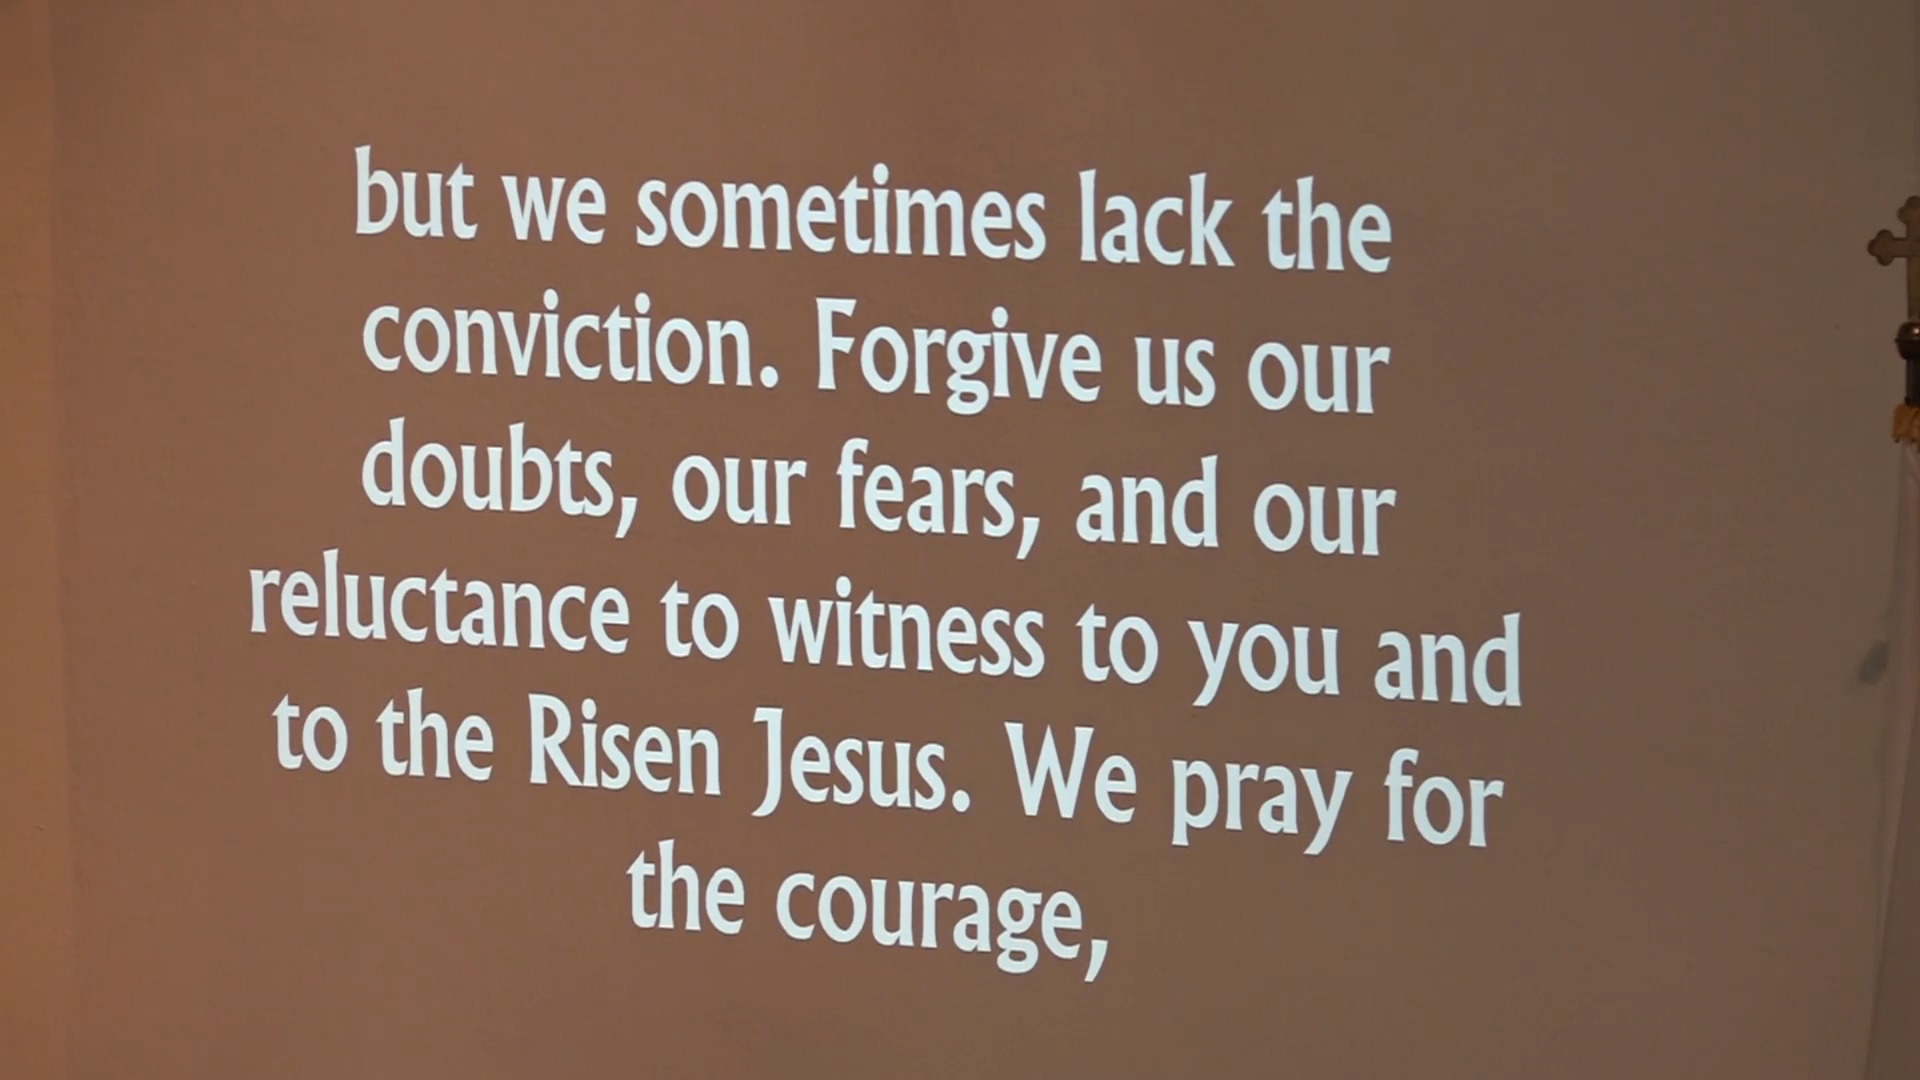 but we sometimes lack the
conviction. Forgive us our
doubts, our fears, and our
reluctance to witness to you and
to the Risen Jesus. We pray for
the courage,